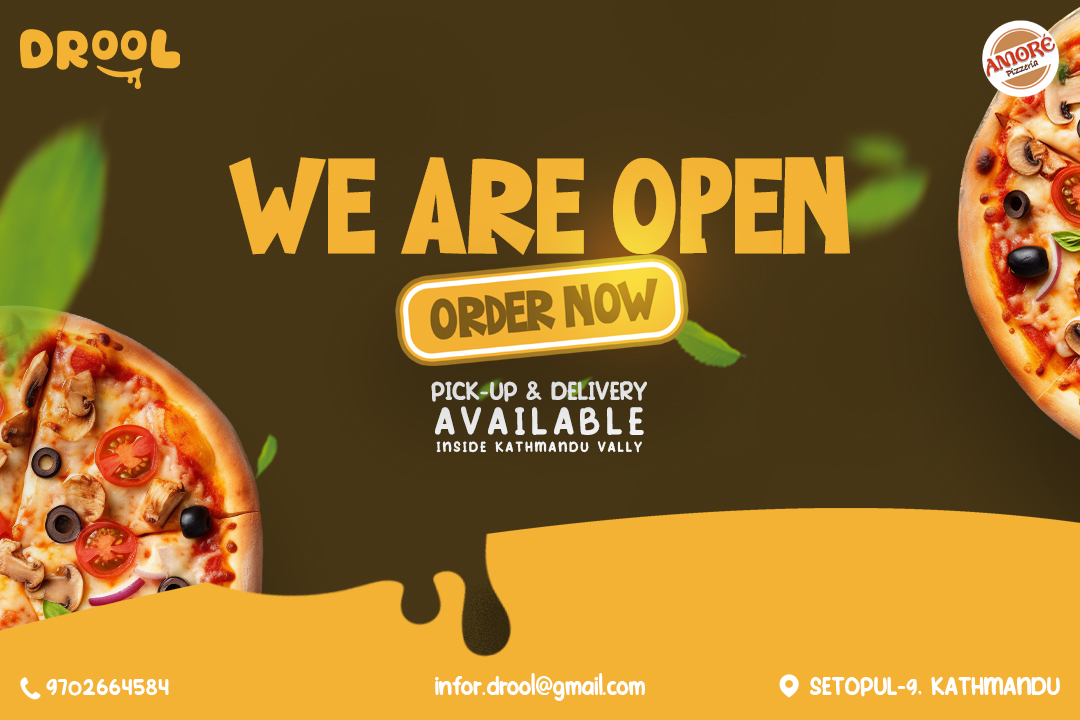 DROOL
AMORÉ
Pizzeria
WE ARE OPEN
ORDER NOW
PICK-UP & DELIVERY
AVAILABLE
INSIDE KATHMANDU VALLY
9702664584
infor.drool@gmail.com
SETOPUL-9, KATHMANDU